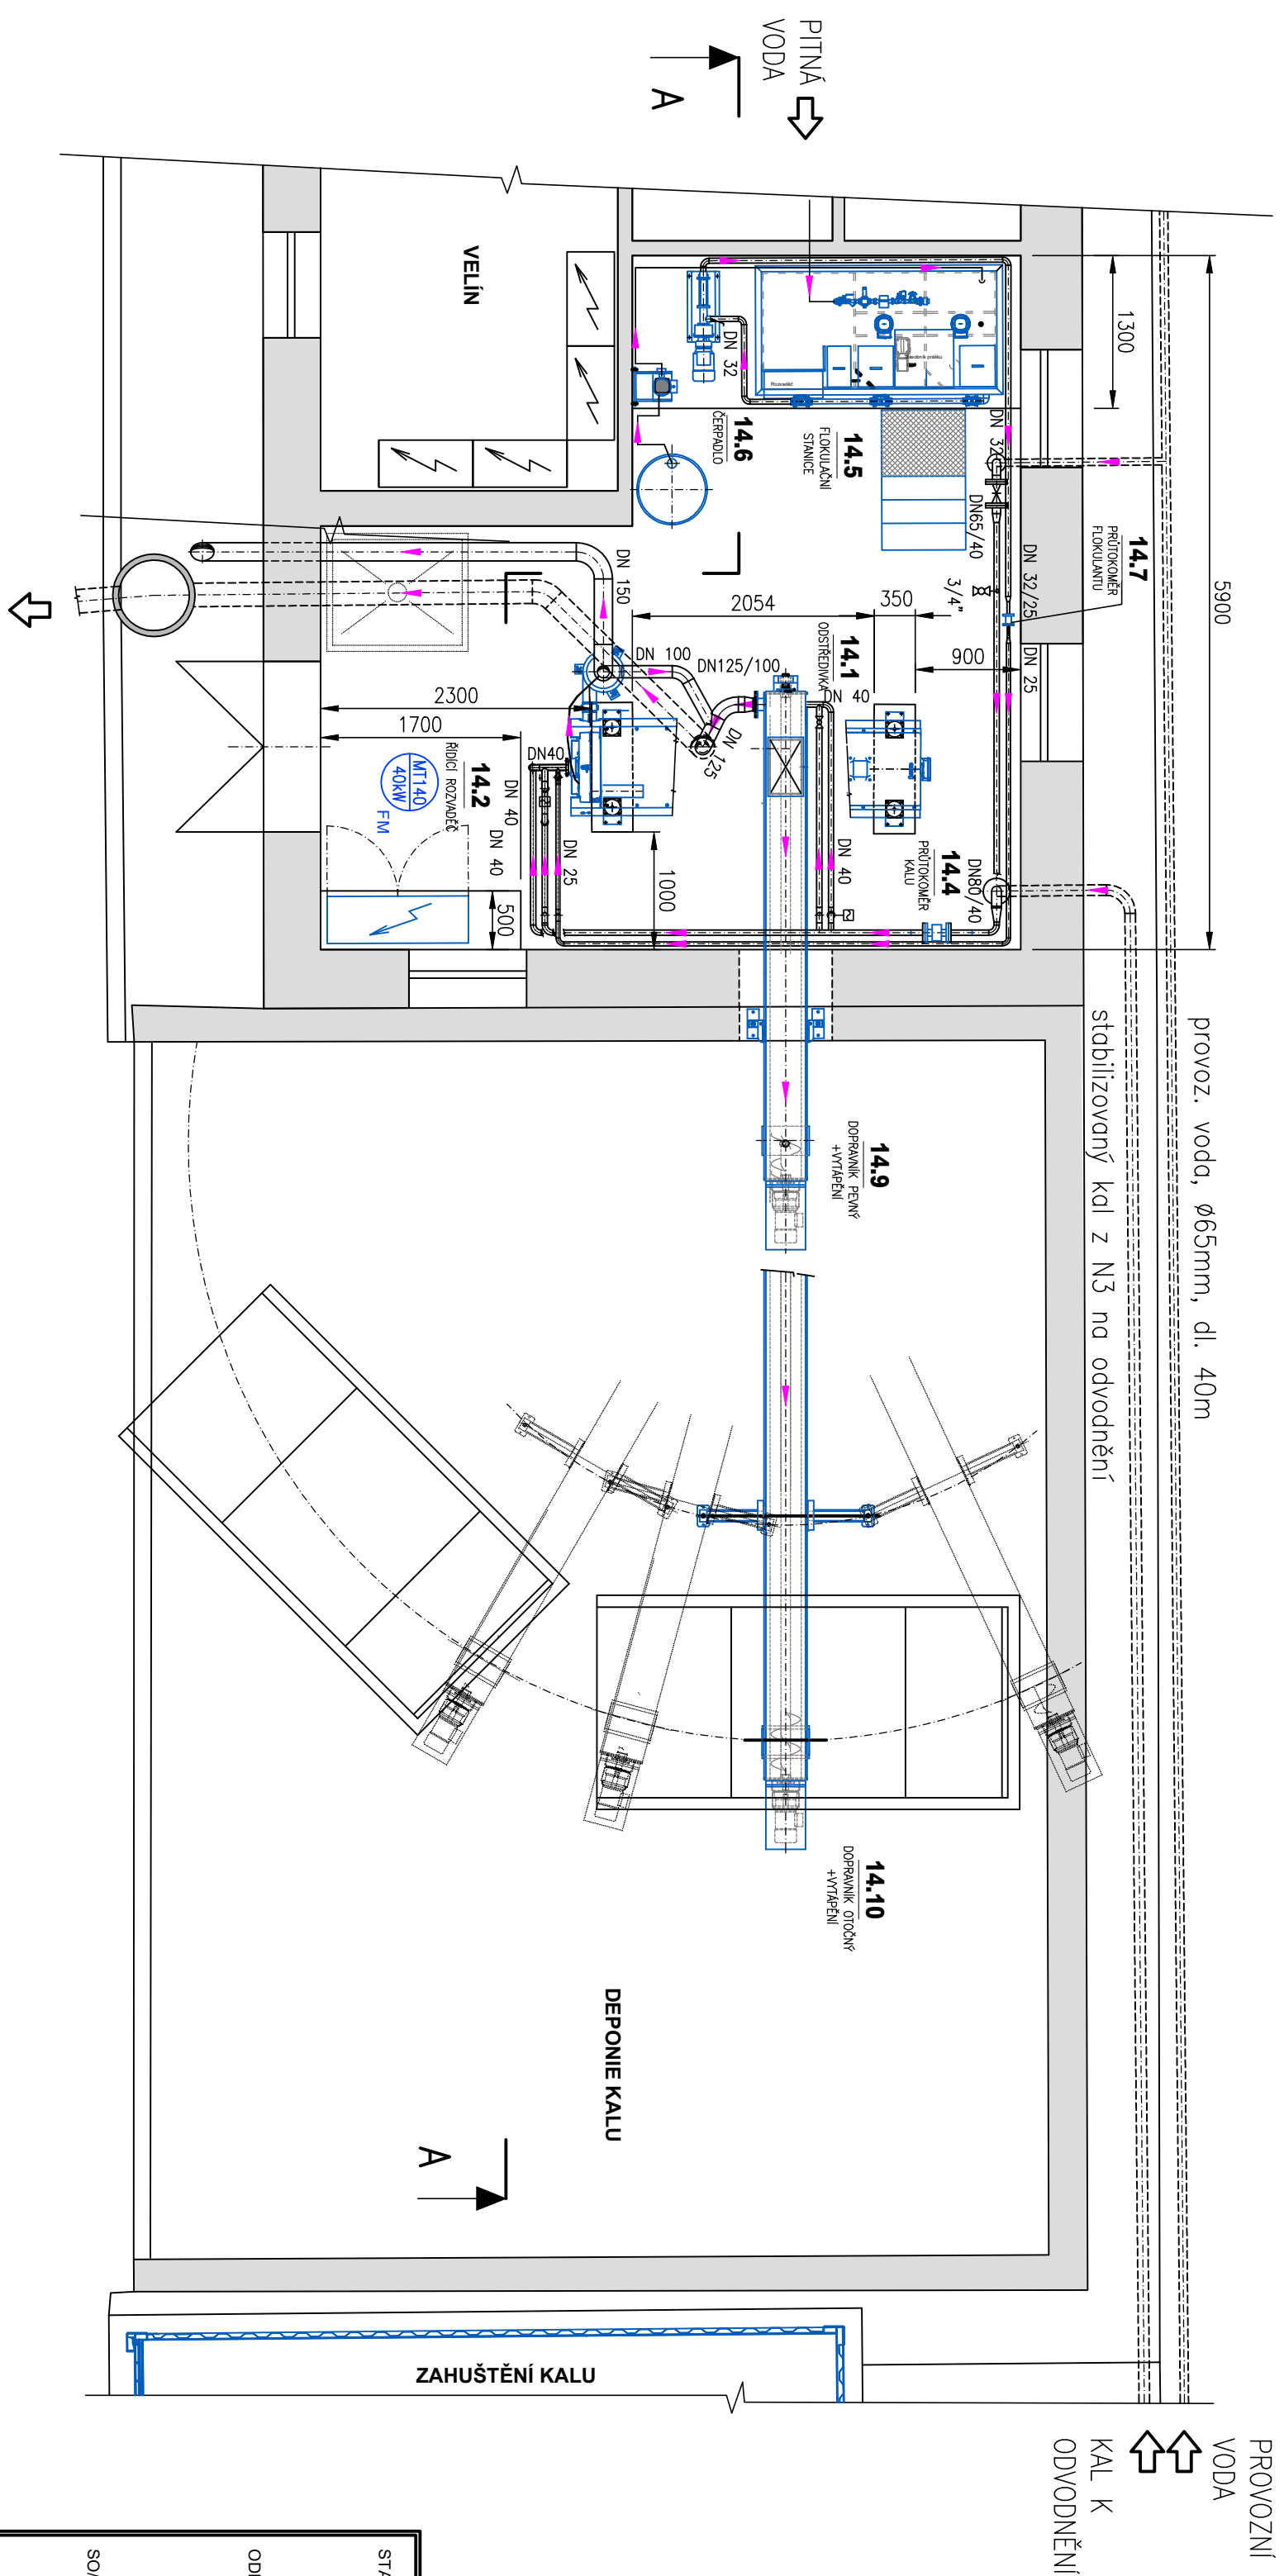 PITNÁ
VODA
A
VELÍN
5900
1300
14.7
PRŮTOKOMĚR
FLOKULANTU
DN 32
14.6
ČERPADLO
14.5
FLOKULAČNÍ
STANICE
Rozvaděč
DN 32
DN65/40
3/4"
DN 32/25
DN 25
DN 150
2054
350
900
14.1
ODSTŘEDIVKA
DN 100
DN125/100
DN 125
DN 40
2300
1700
14.2
ŘÍDICÍ ROZVADĚČ
MT140
40kW
FM
DN40
DN 40
DN 40
DN 25
500
1000
DN 40
14.4
PRŮTOKOMĚR
KALU
DN80/40
provoz. voda, Ø65mm, dl. 40m
stabilizovaný kal z N3 na odvodnění
14.9
DOPRAVNÍK PEVNÝ
+VYTÁPĚNÍ
14.10
DOPRAVNÍK OTOČNÝ
+VYTÁPĚNÍ
DEPONIE KALU
A
ZAHUŠTĚNÍ KALU
PROVOZNÍ
VODA
KAL K
ODVODNĚNÍ